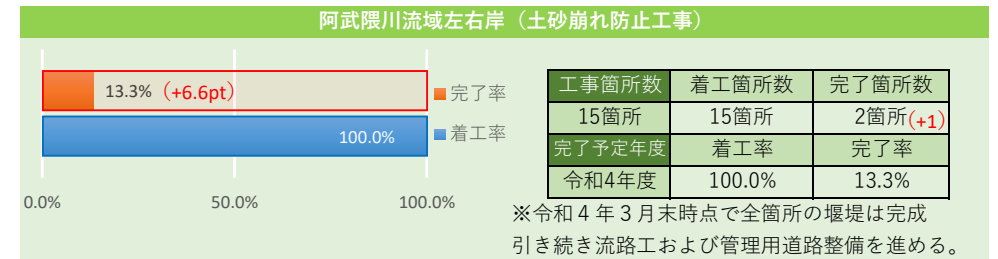 阿武隈川流域左右岸（土砂崩れ防止工事）
13.3%（+6.6pt）
100.0%
完了率
着工率
0.0% 50.0% 100.0%
工事箇所数 着工箇所数 完了箇所数
15箇所 15箇所 2箇所(+1)
完了予定年度 着工率 完了率
令和4年度 100.0% 13.3%
※令和４年３月末時点で全箇所の堰堤は完成
引き続き流路工および管理用道路整備を進める。